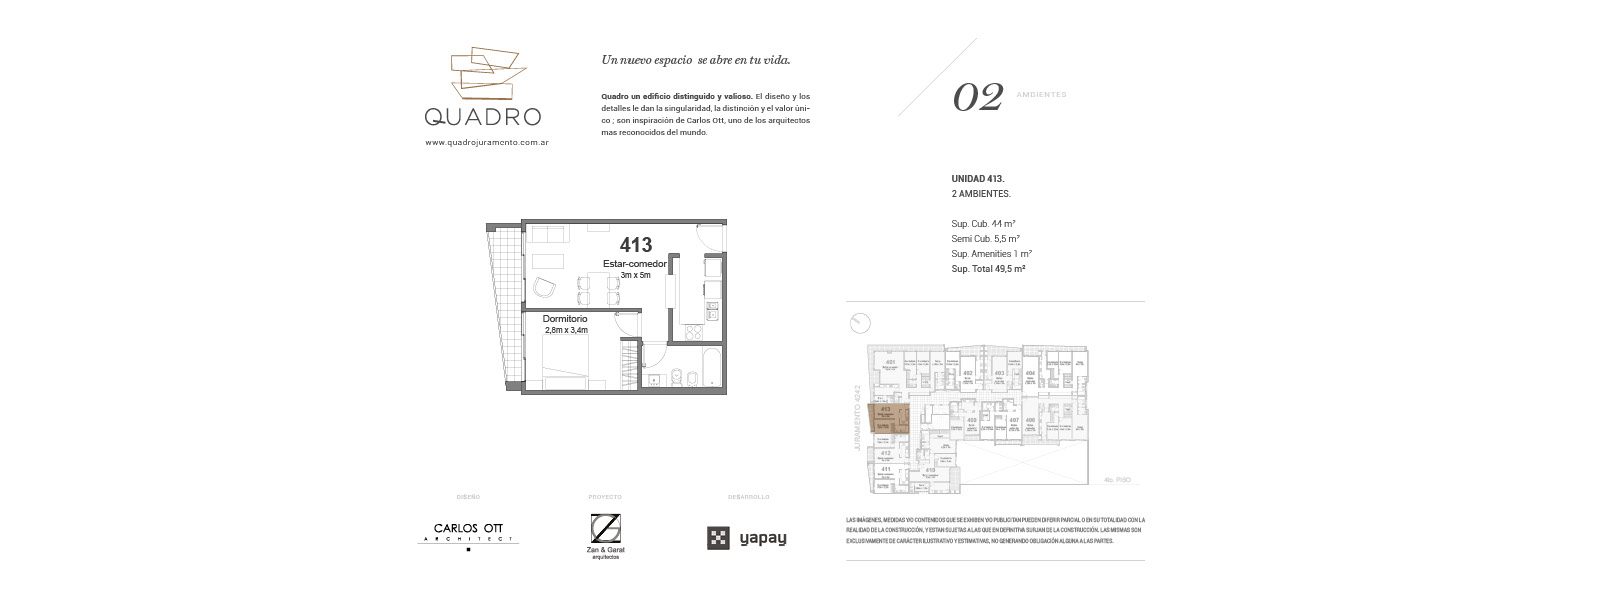 QUADRO
www.quadrojuramento.com.ar
Un nuevo espacio se abre en tu vida.
Quadro un edificio distinguido y valioso. El diseño y los
detalles le dan la singularidad, la distinción y el valor úni-
co ; son inspiración de Carlos Ott, uno de los arquitectos
mas reconocidos del mundo.
02 AMBIENTES
UNIDAD 413.
2 AMBIENTES.
Sup. Cub. 44 m²
Semi Cub. 5,5 m²
Sup. Amenities 1 m²
Sup. Total 49,5 m²
413
Estar-comedor
3m x 5m
Dormitorio
2,8m x 3,4m
JURAMENTO 4242
401
402
403
404
413
409
407
406
412
411
410
4to. PISO
LAS IMÁGENES, MEDIDAS Y/O CONTENIDOS QUE SE EXHIBEN Y/O PUBLICITAN PUEDEN DIFERIR PARCIAL O EN SU TOTALIDAD CON LA
REALIDAD DE LA CONSTRUCCIÓN, Y ESTAN SUJETAS A LAS QUE EN DEFINITIVA SURJAN DE LA CONSTRUCCIÓN. LAS MISMAS SON
EXCLUSIVAMENTE DE CARÁCTER ILUSTRATIVO Y ESTIMATIVAS, NO GENERANDO OBLIGACIÓN ALGUNA A LAS PARTES.
DISEÑO
CARLOS OTT
ARCHITECT
PROYECTO
Zan & Garat
arquitectos
DESARROLLO
yapay